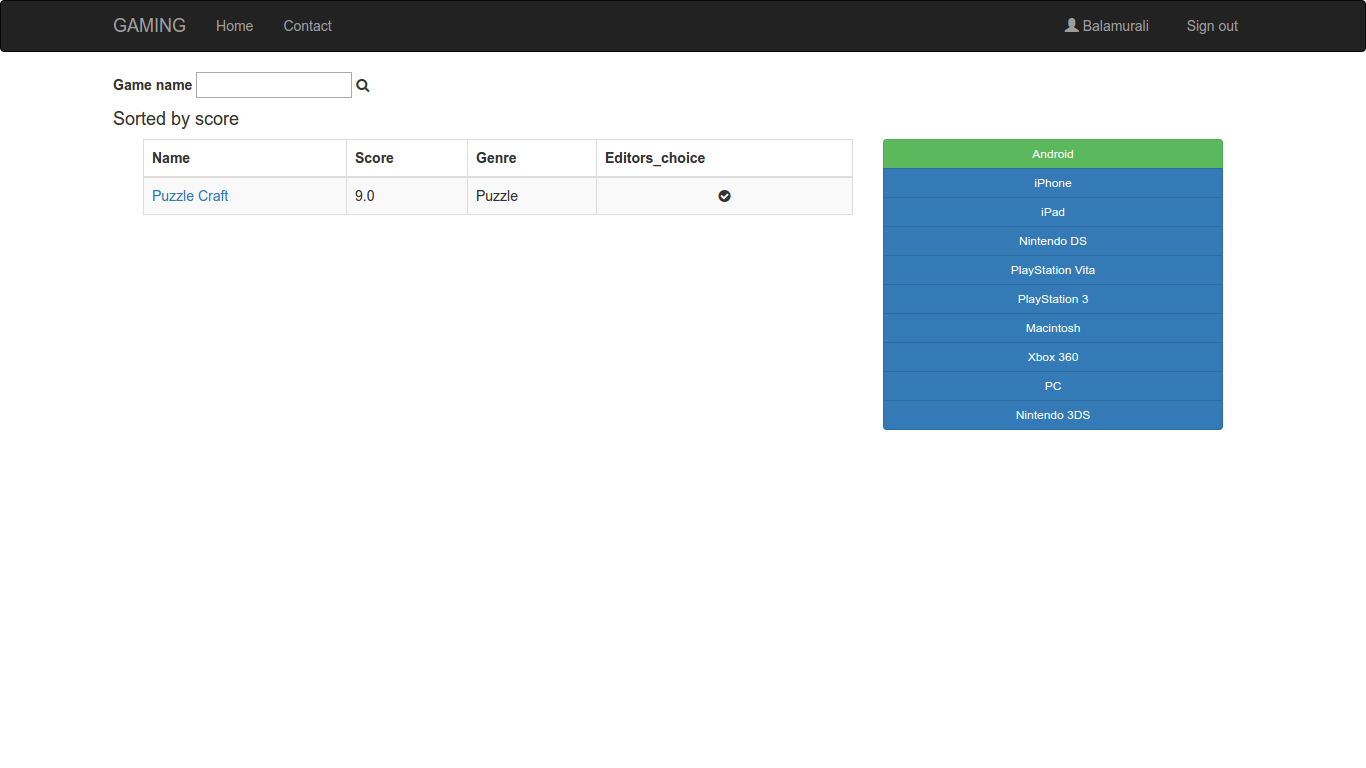 GAMING Home Contact Balamurali Sign out
Game name
Sorted by score
Name Score Genre Editors_choice
Puzzle Craft 9.0 Puzzle
Android
iPhone
iPad
Nintendo DS
PlayStation Vita
PlayStation 3
Macintosh
Xbox 360
PC
Nintendo 3DS